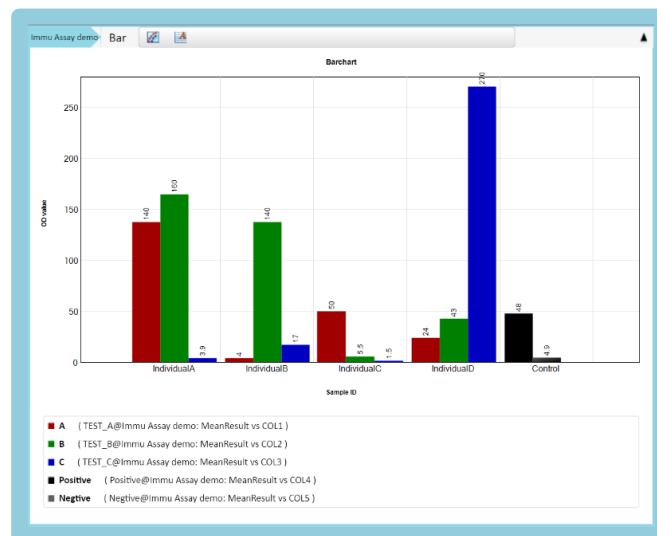 Immu Assay demo Bar
Barchart
OD value
250
200
150
100
50
0
140
160
3.9
4
140
17
50
5.5
1.5
24
43
270
48
4.9
IndividualA IndividualB IndividualC IndividualD Control
Sample ID
A ( TEST_A@Immu Assay demo: MeanResult vs COL1 )
B ( TEST_B@Immu Assay demo: MeanResult vs COL2 )
C ( TEST_C@Immu Assay demo: MeanResult vs COL3 )
Positive ( Positive@Immu Assay demo: MeanResult vs COL4 )
Negtive ( Negtive@Immu Assay demo: MeanResult vs COL5 )